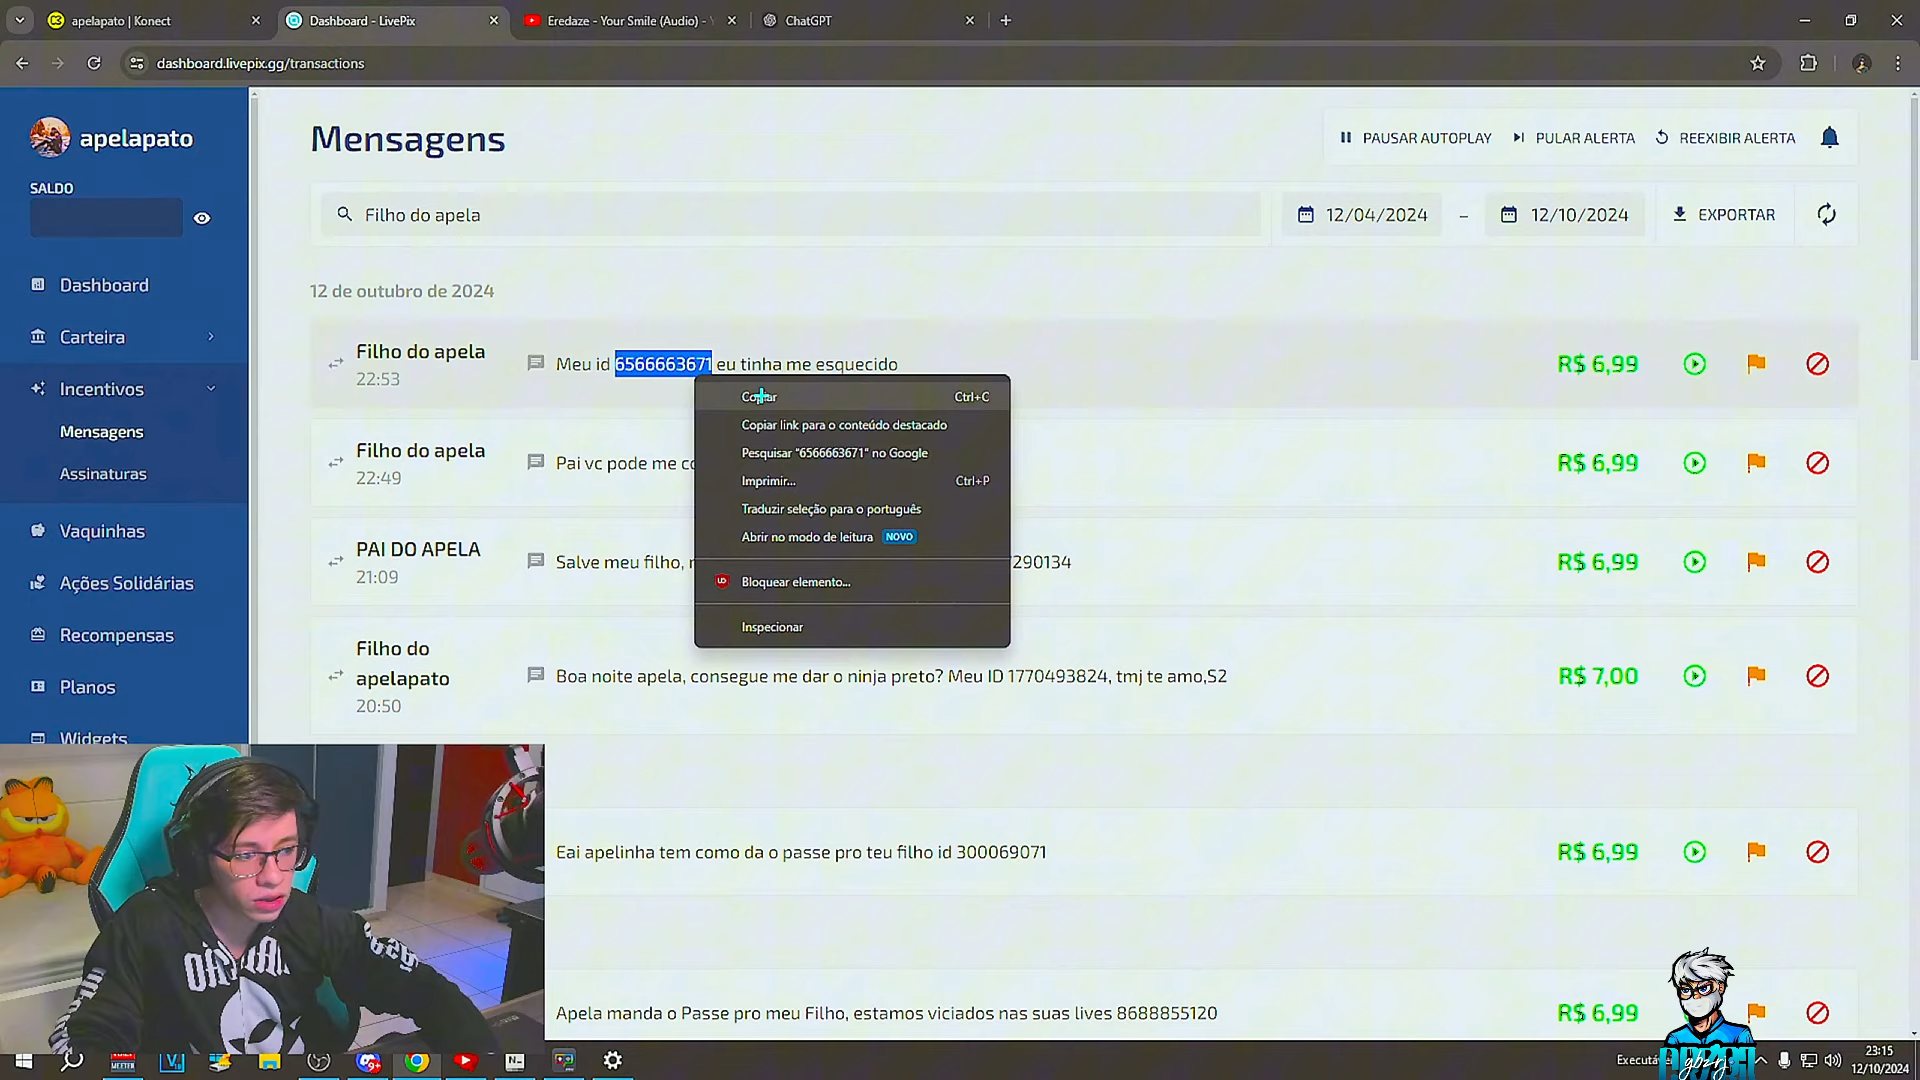 apelapato | Konect
Dashboard - LivePix
Eredaze - Your Smile (Audio) -
ChatGPT
dashboard.livepix.gg/transactions
apelapato
SALDO
Dashboard
Carteira
Incentivos
Mensagens
Assinaturas
Vaquinhas
Ações Solidárias
Recompensas
Planos
Widgets
Mensagens
PAUSAR AUTOPLAY
PULAR ALERTA
REEXIBIR ALERTA
Filho do apela
12/04/2024 – 12/10/2024
EXPORTAR
12 de outubro de 2024
Filho do apela
22:53
Meu id 6566663671 eu tinha me esquecido
R$ 6,99
Copiar Ctrl+C
Copiar link para o conteúdo destacado
Pesquisar "6566663671" no Google
Imprimir... Ctrl+P
Traduzir seleção para o português
Abrir no modo de leitura NOVO
Bloquear elemento...
Inspecionar
Filho do apela
22:49
Pai vc pode me
R$ 6,99
PAI DO APELA
21:09
Salve meu filho, 290134
R$ 6,99
Filho do
apelapato
20:50
Boa noite apela, consegue me dar o ninja preto? Meu ID 1770493824, tmj te amo,S2
R$ 7,00
Eai apelinha tem como da o passe pro teu filho id 300069071
R$ 6,99
Apela manda o Passe pro meu Filho, estamos viciados nas suas lives 8688855120
R$ 6,99
23:15
12/10/2024